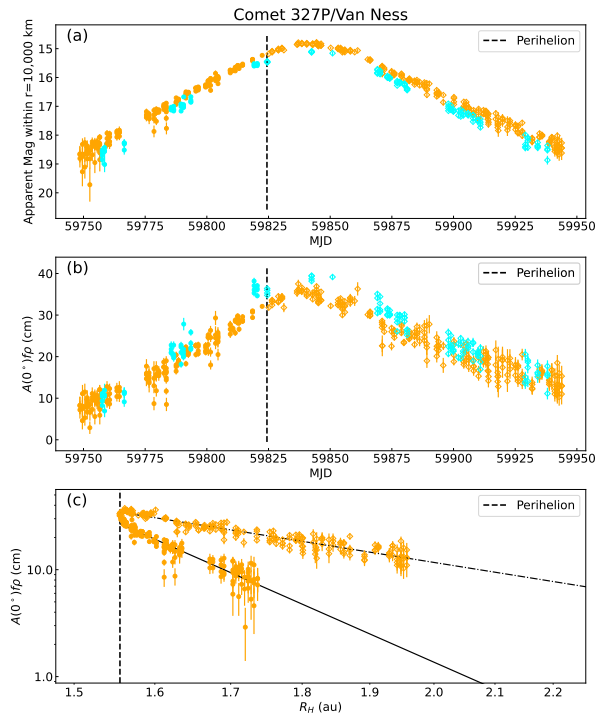 Comet 327P/Van Ness
(a)
Perihelion
Apparent Mag within r=10,000 km
15
16
17
18
19
20
59750 59775 59800 59825 59850 59875 59900 59925 59950
MJD
(b)
Perihelion
A(0°)fρ (cm)
40
30
20
10
0
59750 59775 59800 59825 59850 59875 59900 59925 59950
MJD
(c)
Perihelion
A(0°)fρ (cm)
10.0
1.0
1.5 1.6 1.7 1.8 1.9 2.0 2.1 2.2
R_H (au)